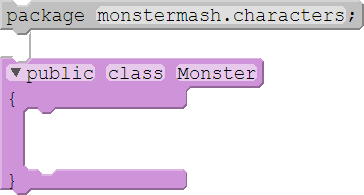 package monstermash.characters;
public class Monster
{
}